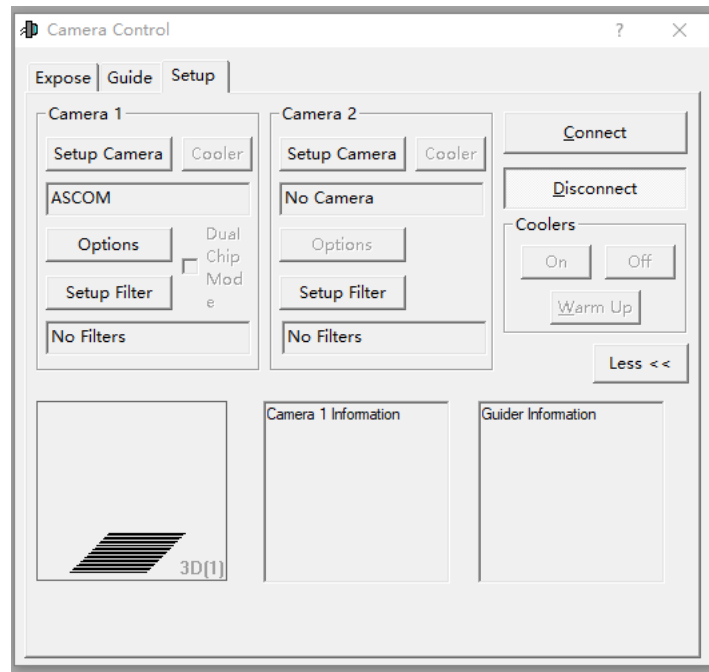 Camera Control
?
Expose Guide Setup
Camera 1
Setup Camera Cooler
ASCOM
Options
Dual
Chip
Mod
e
Setup Filter
No Filters
Camera 2
Setup Camera Cooler
No Camera
Options
Setup Filter
No Filters
Connect
Disconnect
Coolers
On Off
Warm Up
Less <<
3D(1)
Camera 1 Information
Guider Information